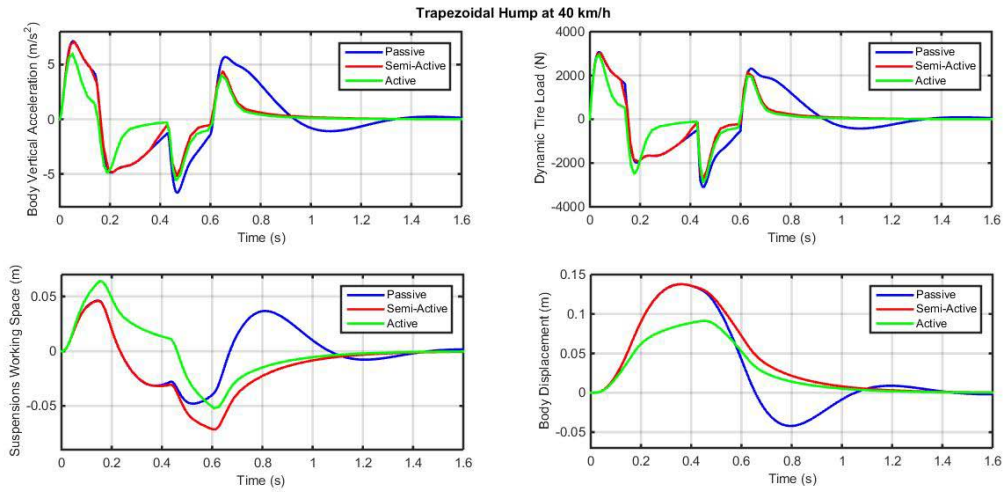 Trapezoidal Hump at 40 km/h
Body Vertical Acceleration (m/s²)
5
0
-5
Passive
Semi-Active
Active
0 0.2 0.4 0.6 0.8 1 1.2 1.4 1.6
Time (s)
Dynamic Tire Load (N)
4000
2000
0
-2000
-4000
Passive
Semi-Active
Active
0 0.2 0.4 0.6 0.8 1 1.2 1.4 1.6
Time (s)
Suspensions Working Space (m)
0.05
0
-0.05
Passive
Semi-Active
Active
0 0.2 0.4 0.6 0.8 1 1.2 1.4 1.6
Time (s)
Body Displacement (m)
0.15
0.1
0.05
0
-0.05
Passive
Semi-Active
Active
0 0.2 0.4 0.6 0.8 1 1.2 1.4 1.6
Time (s)